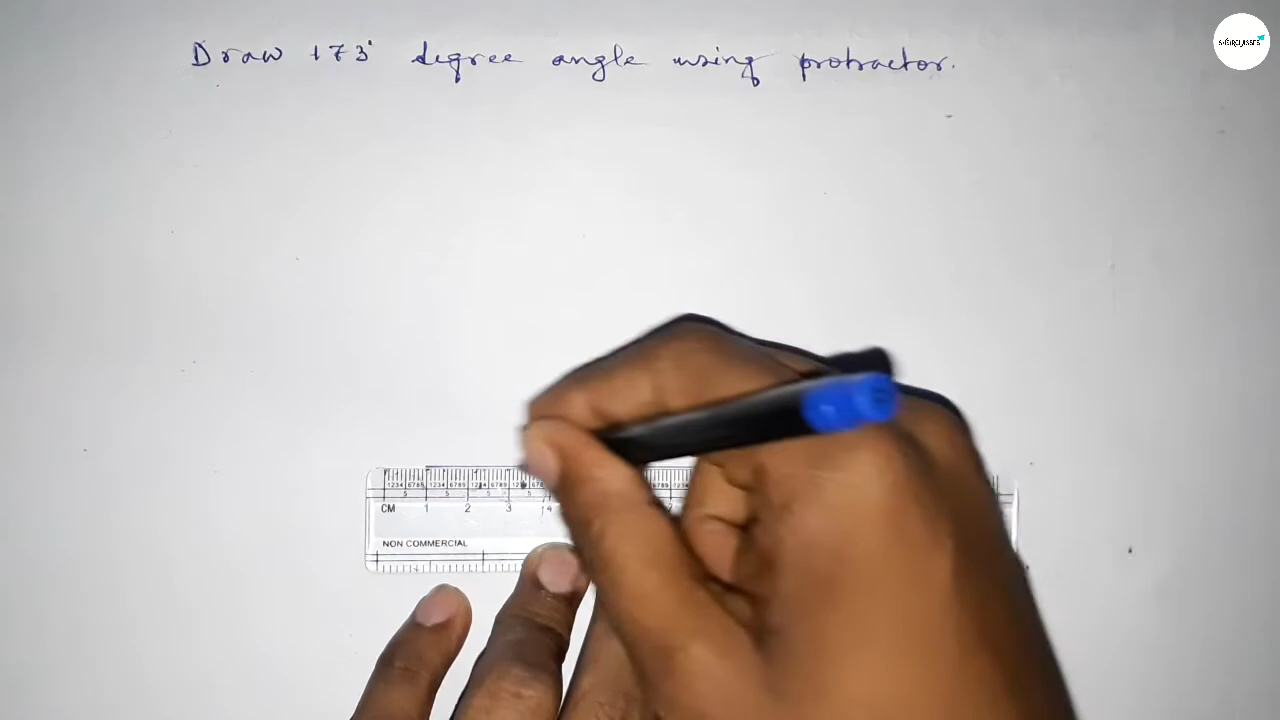 Draw 173° degree angle using protractor.
CM 1 2 3 4
NON COMMERCIAL